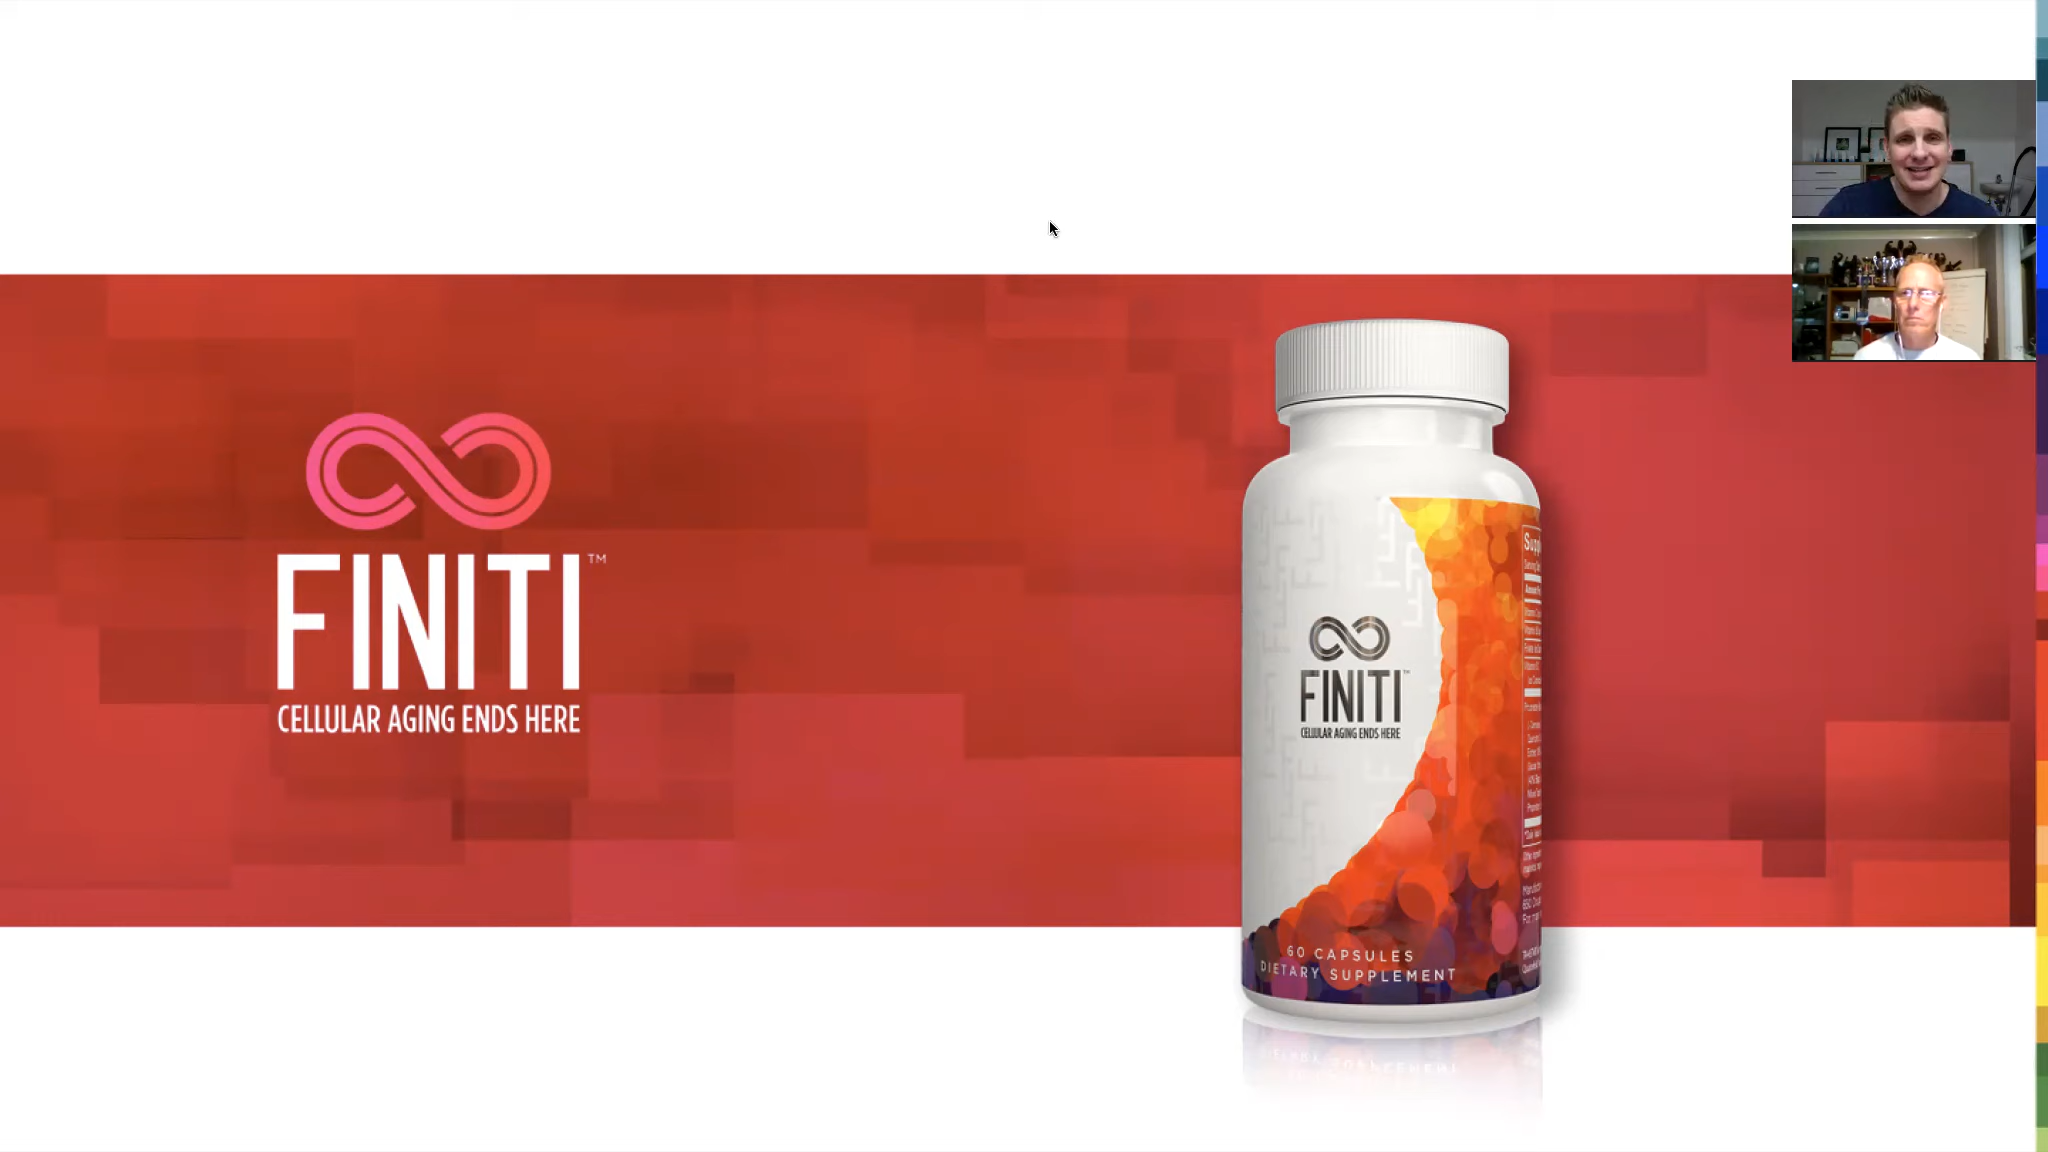 FINITI™
CELLULAR AGING ENDS HERE
FINITI™
CELLULAR AGING ENDS HERE
60 CAPSULES
DIETARY SUPPLEMENT